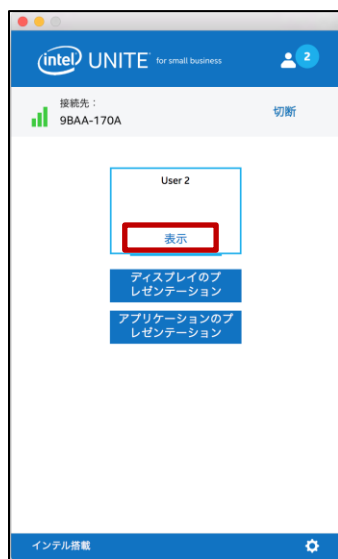 intel UNITE for small business
2
接続先：
9BAA-170A
切断
User 2
表示
ディスプレイのプ
レゼンテーション
アプリケーションのプ
レゼンテーション
インテル搭載